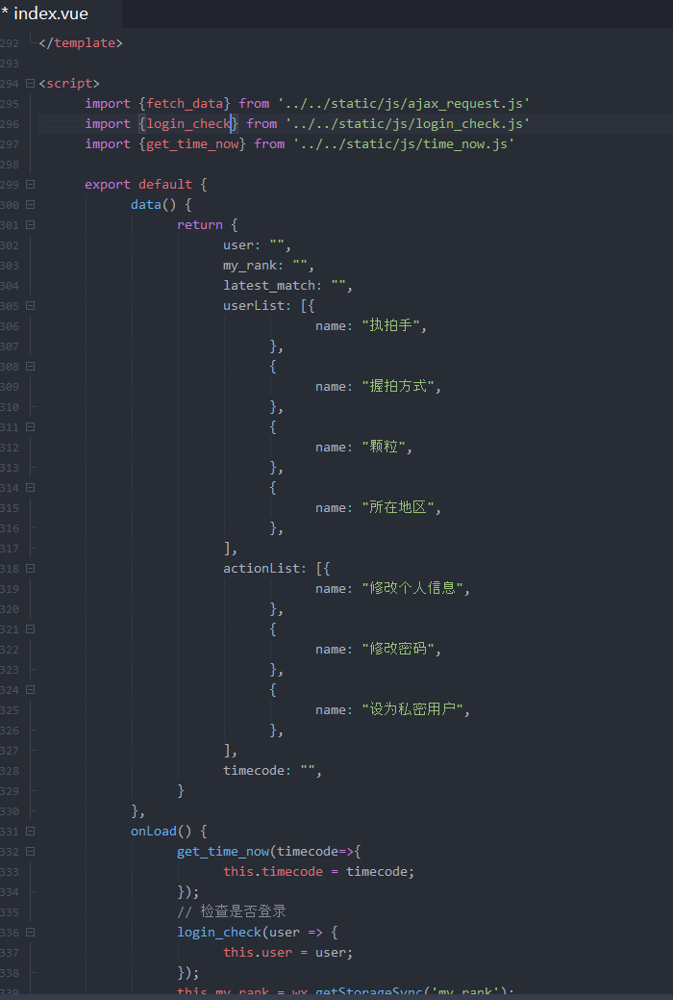 * index.vue
292 </template>
293
294 <script>
295 import {fetch_data} from '../../static/js/ajax_request.js'
296 import {login_check} from '../../static/js/login_check.js'
297 import {get_time_now} from '../../static/js/time_now.js'
298
299 export default {
300 data() {
301 return {
302 user: "",
303 my_rank: "",
304 latest_match: "",
305 userList: [{
306 name: "执拍手",
307 },
308 {
309 name: "握拍方式",
310 },
311 {
312 name: "颗粒",
313 },
314 {
315 name: "所在地区",
316 },
317 ],
318 actionList: [{
319 name: "修改个人信息",
320 },
321 {
322 name: "修改密码",
323 },
324 {
325 name: "设为私密用户",
326 },
327 ],
328 timecode: "",
329 }
330 },
331 onLoad() {
332 get_time_now(timecode=>{
333 this.timecode = timecode;
334 });
335 // 检查是否登录
336 login_check(user => {
337 this.user = user;
338 });
339 this.my_rank = wx.getStorageSync('my_rank');